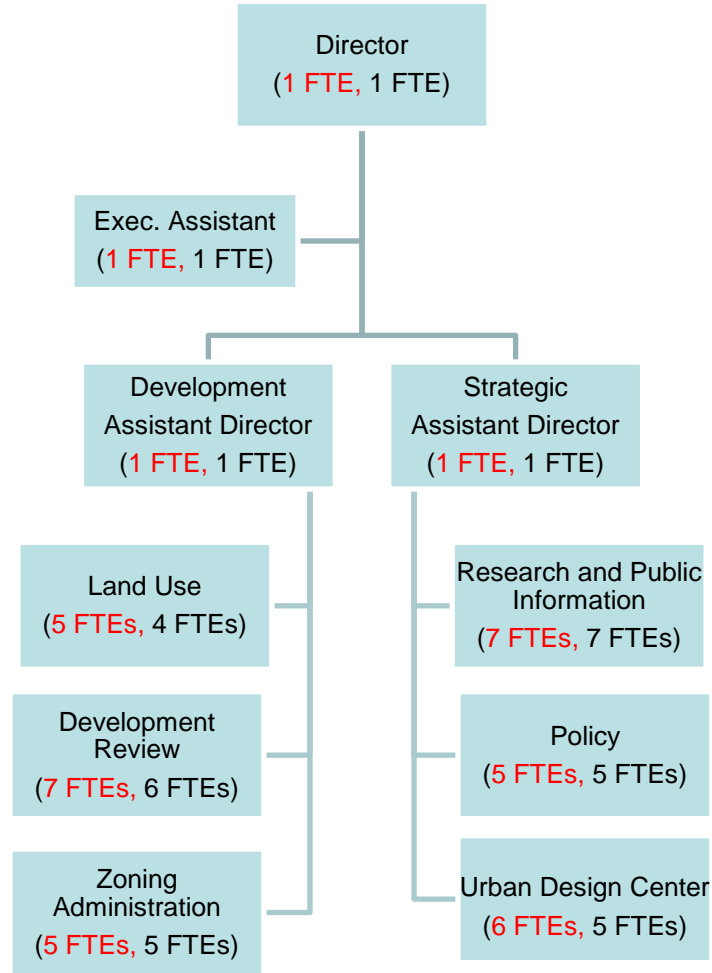 Director
(1 FTE, 1 FTE)
Exec. Assistant
(1 FTE, 1 FTE)
Development
Assistant Director
(1 FTE, 1 FTE)
Strategic
Assistant Director
(1 FTE, 1 FTE)
Land Use
(5 FTEs, 4 FTEs)
Development
Review
(7 FTEs, 6 FTEs)
Zoning
Administration
(5 FTEs, 5 FTEs)
Research and Public
Information
(7 FTEs, 7 FTEs)
Policy
(5 FTEs, 5 FTEs)
Urban Design Center
(6 FTEs, 5 FTEs)